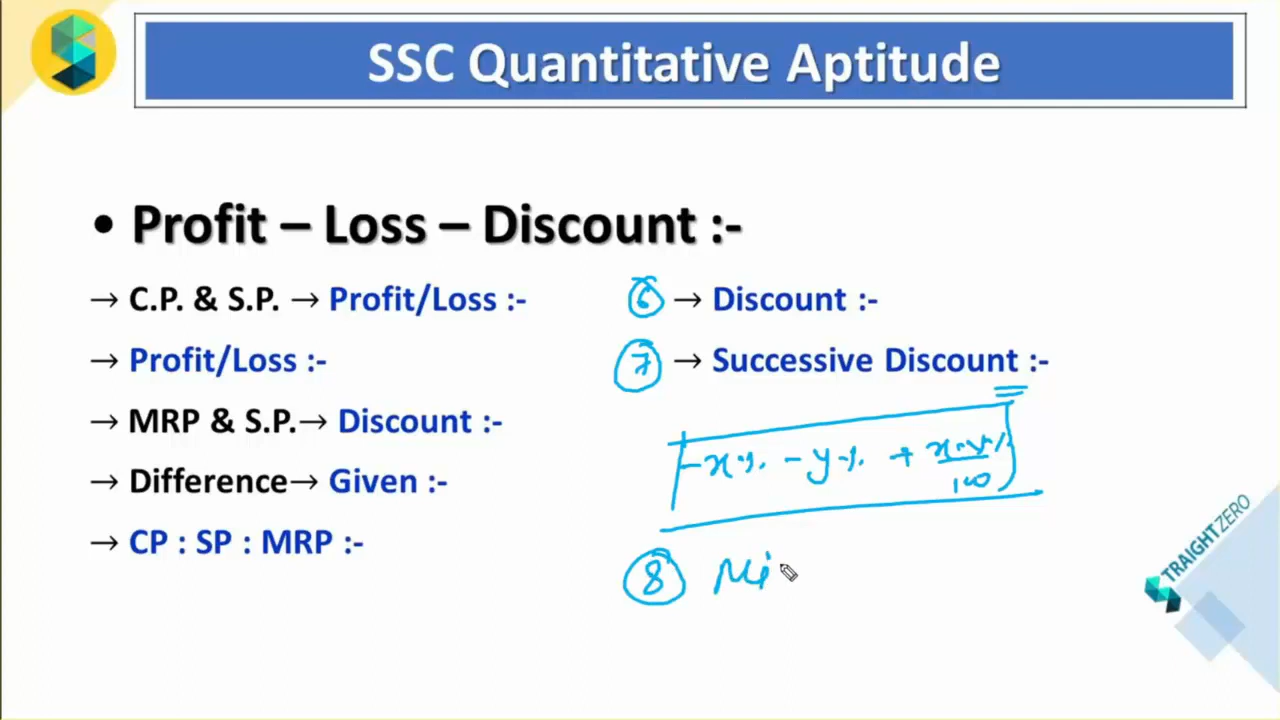 SSC Quantitative Aptitude
• Profit – Loss – Discount :-
→ C.P. & S.P. → Profit/Loss :-
→ Profit/Loss :-
→ MRP & S.P.→ Discount :-
→ Difference→ Given :-
→ CP : SP : MRP :-
6 → Discount :-
7 → Successive Discount :-
-x% - y% + x·y% / 100
8 Mi
TRAIGHTZERO